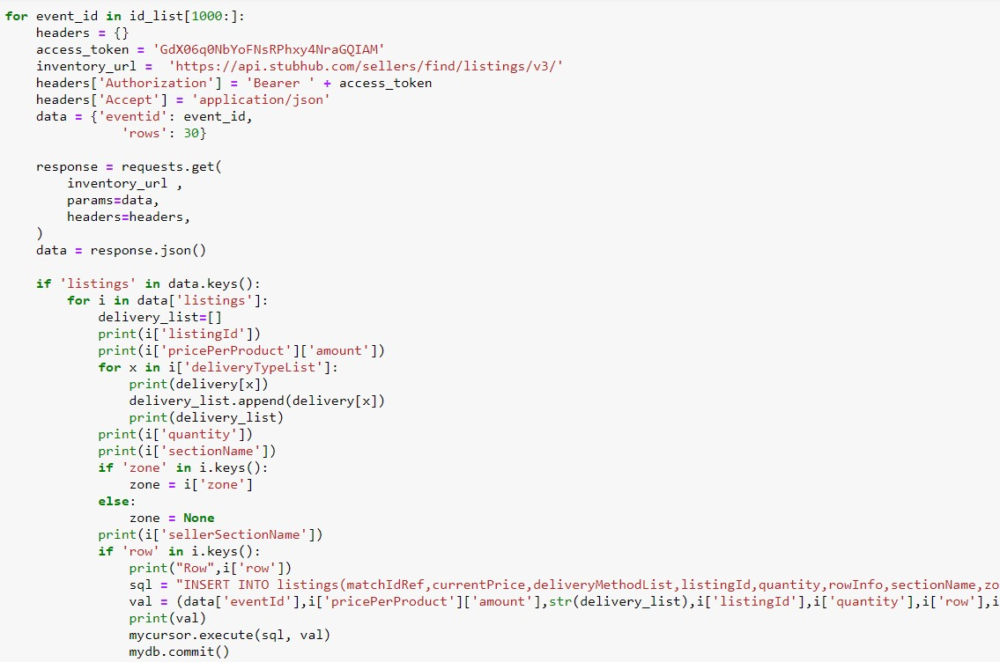 for event_id in id_list[1000:]:
    headers = {}
    access_token = 'GdX06q0NbYoFNsRPhxy4NraGQIAM'
    inventory_url =  'https://api.stubhub.com/sellers/find/listings/v3/'
    headers['Authorization'] = 'Bearer ' + access_token
    headers['Accept'] = 'application/json'
    data = {'eventid': event_id,
               'rows': 30}
    response = requests.get(
        inventory_url ,
        params=data,
        headers=headers,
    )
    data = response.json()
    if 'listings' in data.keys():
        for i in data['listings']:
            delivery_list=[]
            print(i['listingId'])
            print(i['pricePerProduct']['amount'])
            for x in i['deliveryTypeList']:
                print(delivery[x])
                delivery_list.append(delivery[x])
                print(delivery_list)
            print(i['quantity'])
            print(i['sectionName'])
            if 'zone' in i.keys():
                zone = i['zone']
            else:
                zone = None
            print(i['sellerSectionName'])
            if 'row' in i.keys():
                print("Row",i['row'])
                sql = "INSERT INTO listings(matchIdRef,currentPrice,deliveryMethodList,listingId,quantity,rowInfo,sectionName,zo
                val = (data['eventId'],i['pricePerProduct']['amount'],str(delivery_list),i['listingId'],i['quantity'],i['row'],i
                print(val)
                mycursor.execute(sql, val)
                mydb.commit()